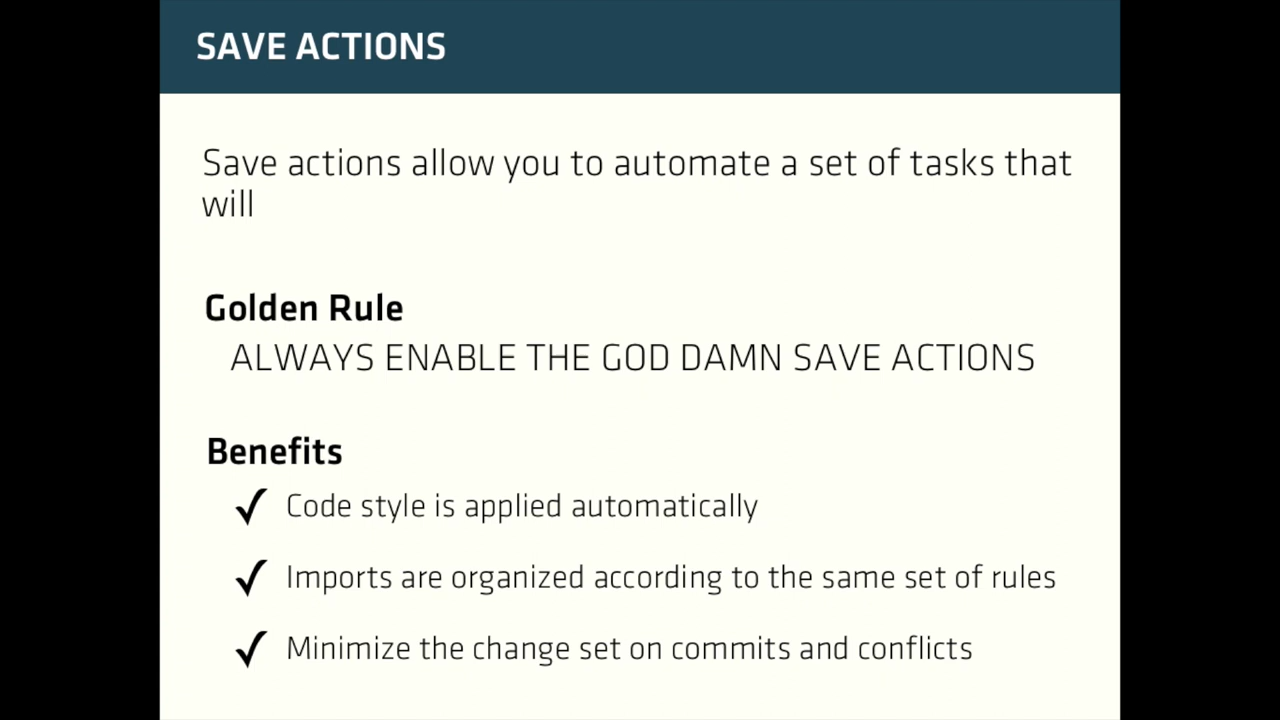 SAVE ACTIONS
Save actions allow you to automate a set of tasks that
will
Golden Rule
ALWAYS ENABLE THE GOD DAMN SAVE ACTIONS
Benefits
✓ Code style is applied automatically
✓ Imports are organized according to the same set of rules
✓ Minimize the change set on commits and conflicts